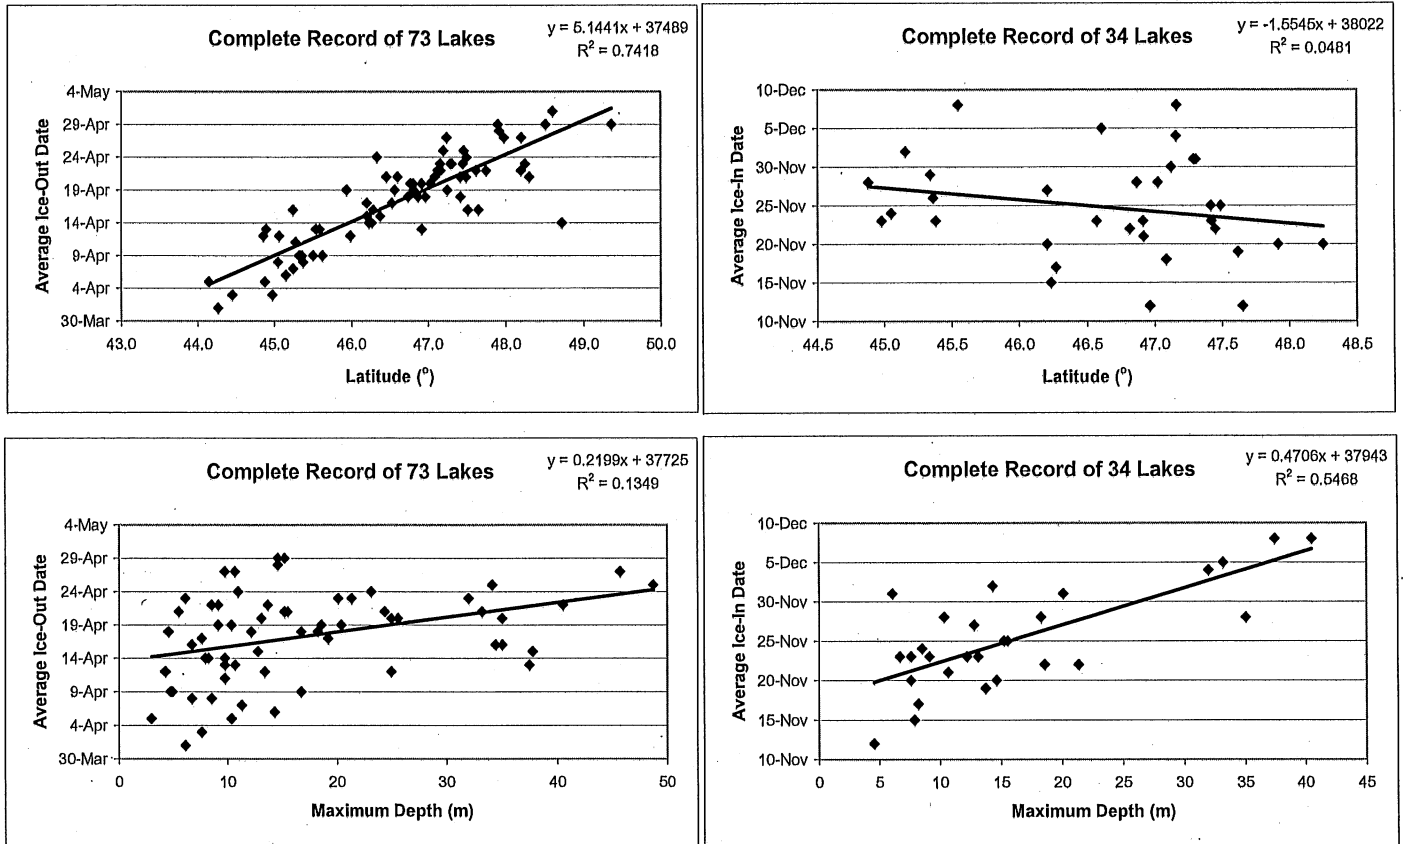 Complete Record of 73 Lakes
y = 5.1441x + 37489
R² = 0.7418
Average Ice-Out Date
4-May
29-Apr
24-Apr
19-Apr
14-Apr
9-Apr
4-Apr
30-Mar
43.0 44.0 45.0 46.0 47.0 48.0 49.0 50.0
Latitude (°)
Complete Record of 34 Lakes
y = -1.5545x + 38022
R² = 0.0481
Average Ice-In Date
10-Dec
5-Dec
30-Nov
25-Nov
20-Nov
15-Nov
10-Nov
44.5 45.0 45.5 46.0 46.5 47.0 47.5 48.0 48.5
Latitude (°)
Complete Record of 73 Lakes
y = 0.2199x + 37725
R² = 0.1349
Average Ice-Out Date
4-May
29-Apr
24-Apr
19-Apr
14-Apr
9-Apr
4-Apr
30-Mar
0 10 20 30 40 50
Maximum Depth (m)
Complete Record of 34 Lakes
y = 0.4706x + 37943
R² = 0.5468
Average Ice-In Date
10-Dec
5-Dec
30-Nov
25-Nov
20-Nov
15-Nov
10-Nov
0 5 10 15 20 25 30 35 40 45
Maximum Depth (m)